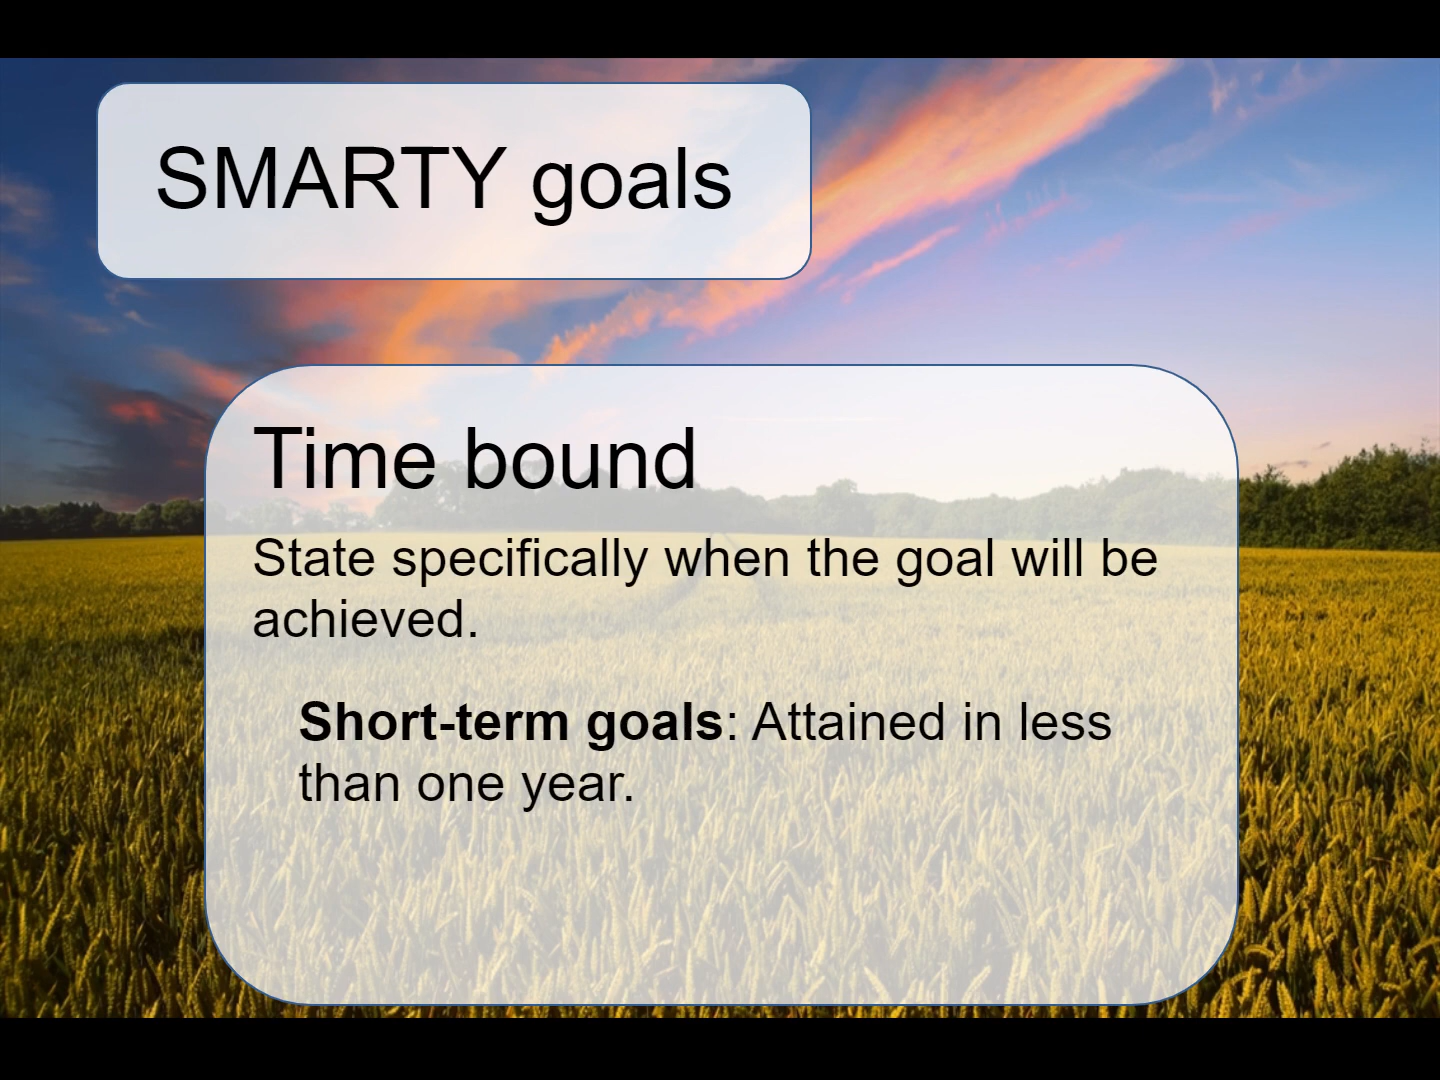 SMARTY goals
Time bound
State specifically when the goal will be
achieved.
Short-term goals: Attained in less
than one year.